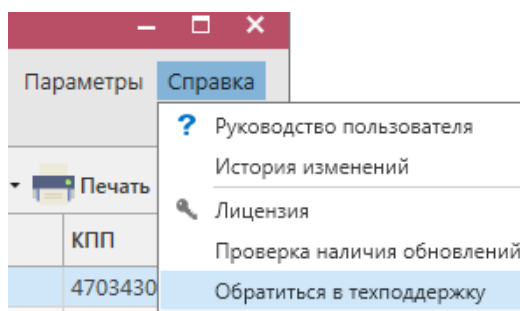 Параметры Справка
Руководство пользователя
История изменений
Печать
Лицензия
КПП
Проверка наличия обновлений
4703430
Обратиться в техподдержку